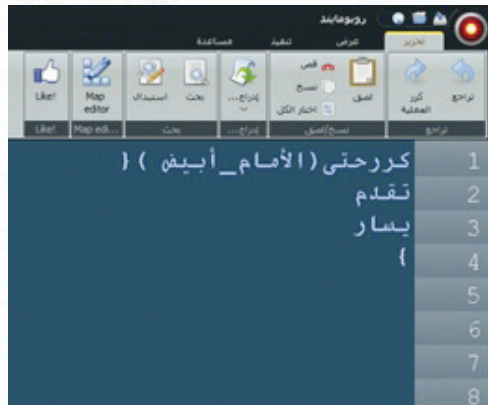 روبومايند
تحرير عرض تنفيذ مساعدة
تراجع كرر العملية لصق قص نسخ اختار الكل إدراج... بحث استبدال Map editor Like!
تراجع نسخ/لصق إدراج... بحث Map edi... Like!
1 كررحتى(الأمام_أبيض ){
2 تقدم
3 يسار
4 }
5
6
7
8